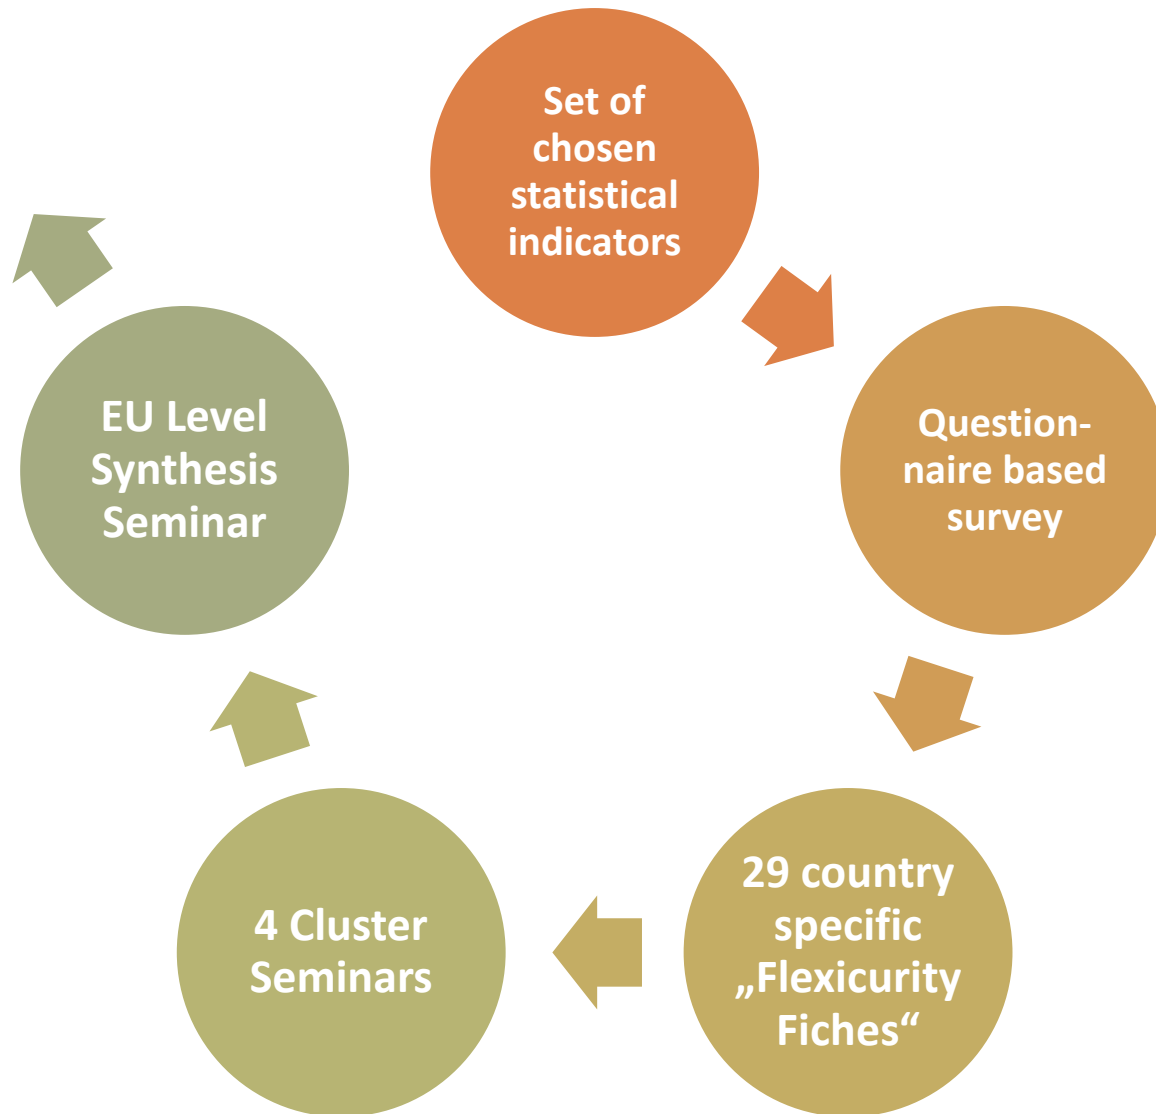 Set of
chosen
statistical
indicators
Question-
naire based
survey
29 country
specific
„Flexicurity
Fiches“
4 Cluster
Seminars
EU Level
Synthesis
Seminar